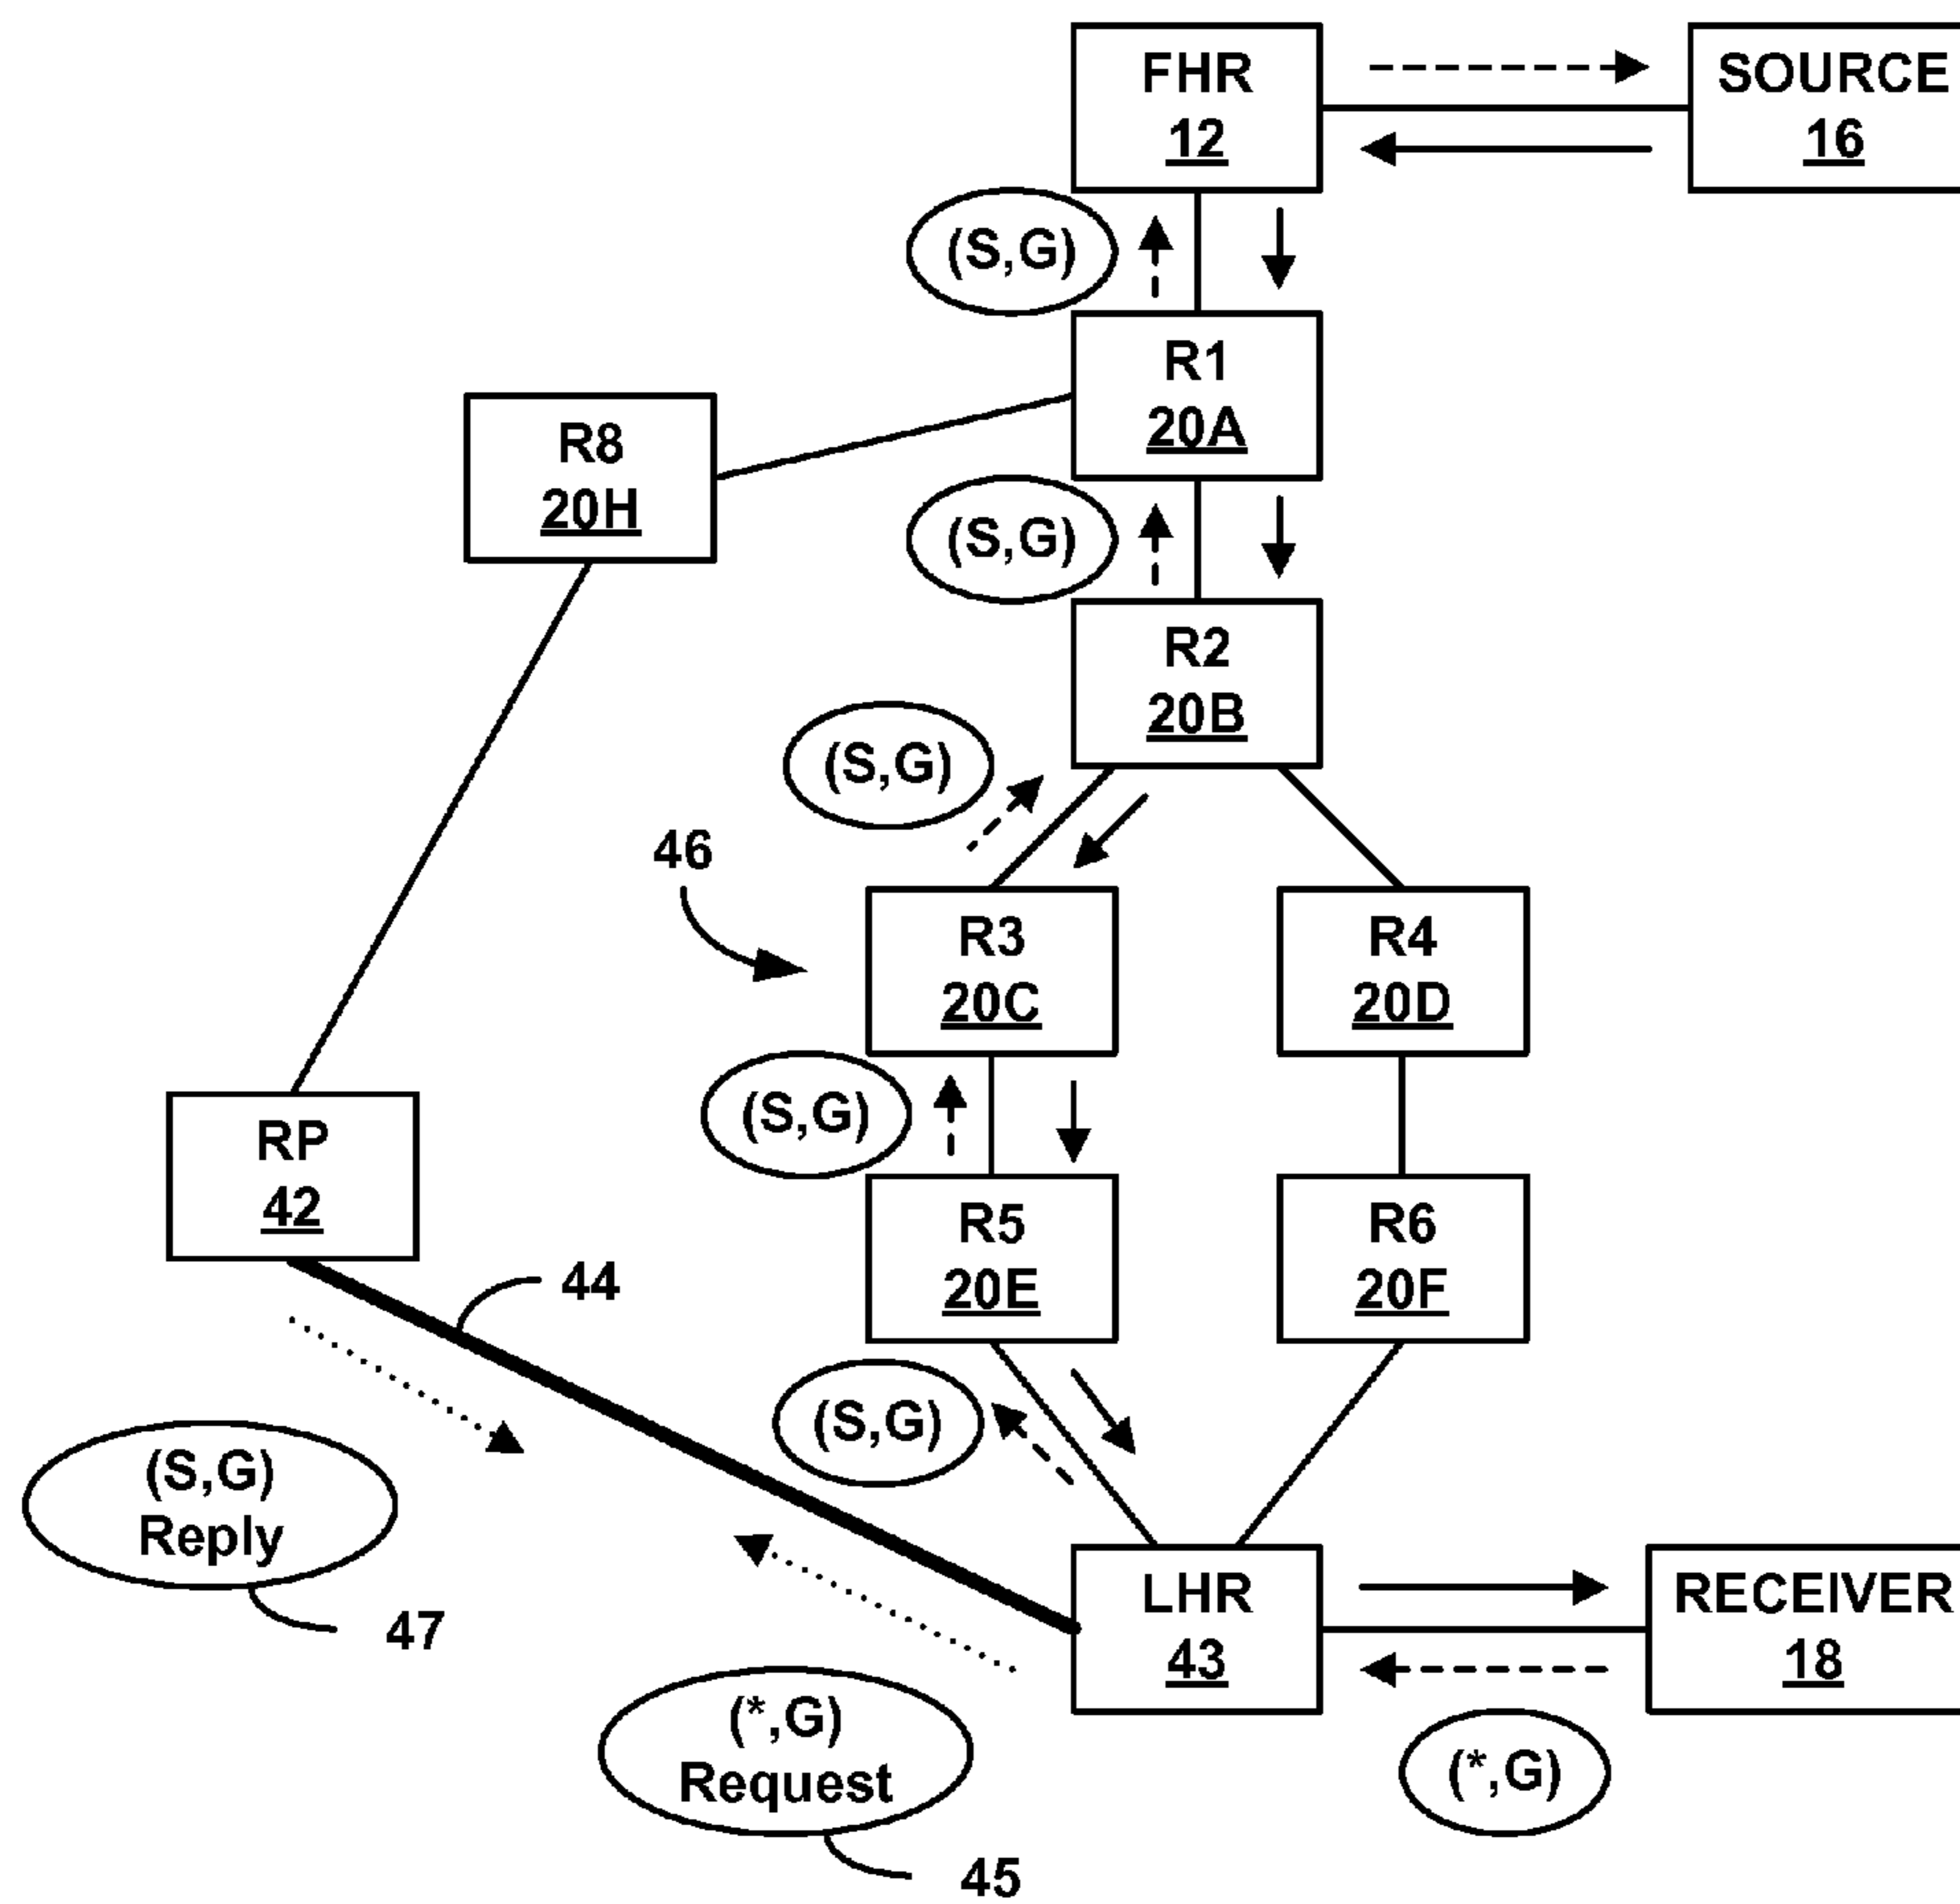 FHR
12
SOURCE
16
(S,G)
R1
20A
R8
20H
(S,G)
R2
20B
(S,G)
46
R3
20C
R4
20D
(S,G)
RP
42
R5
20E
R6
20F
44
(S,G)
(S,G)
Reply
47
LHR
43
RECEIVER
18
(*,G)
Request
45
(*,G)